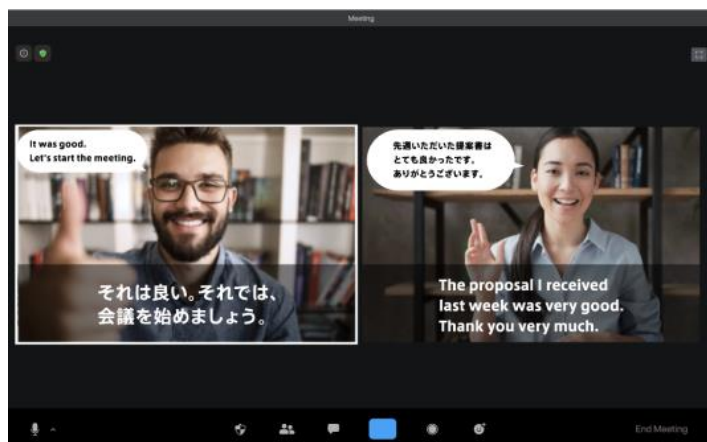 Meeting
It was good.
Let's start the meeting.
それは良い。それでは、
会議を始めましょう。
先週いただいた提案書は
とても良かったです。
ありがとうございます。
The proposal I received
last week was very good.
Thank you very much.
End Meeting